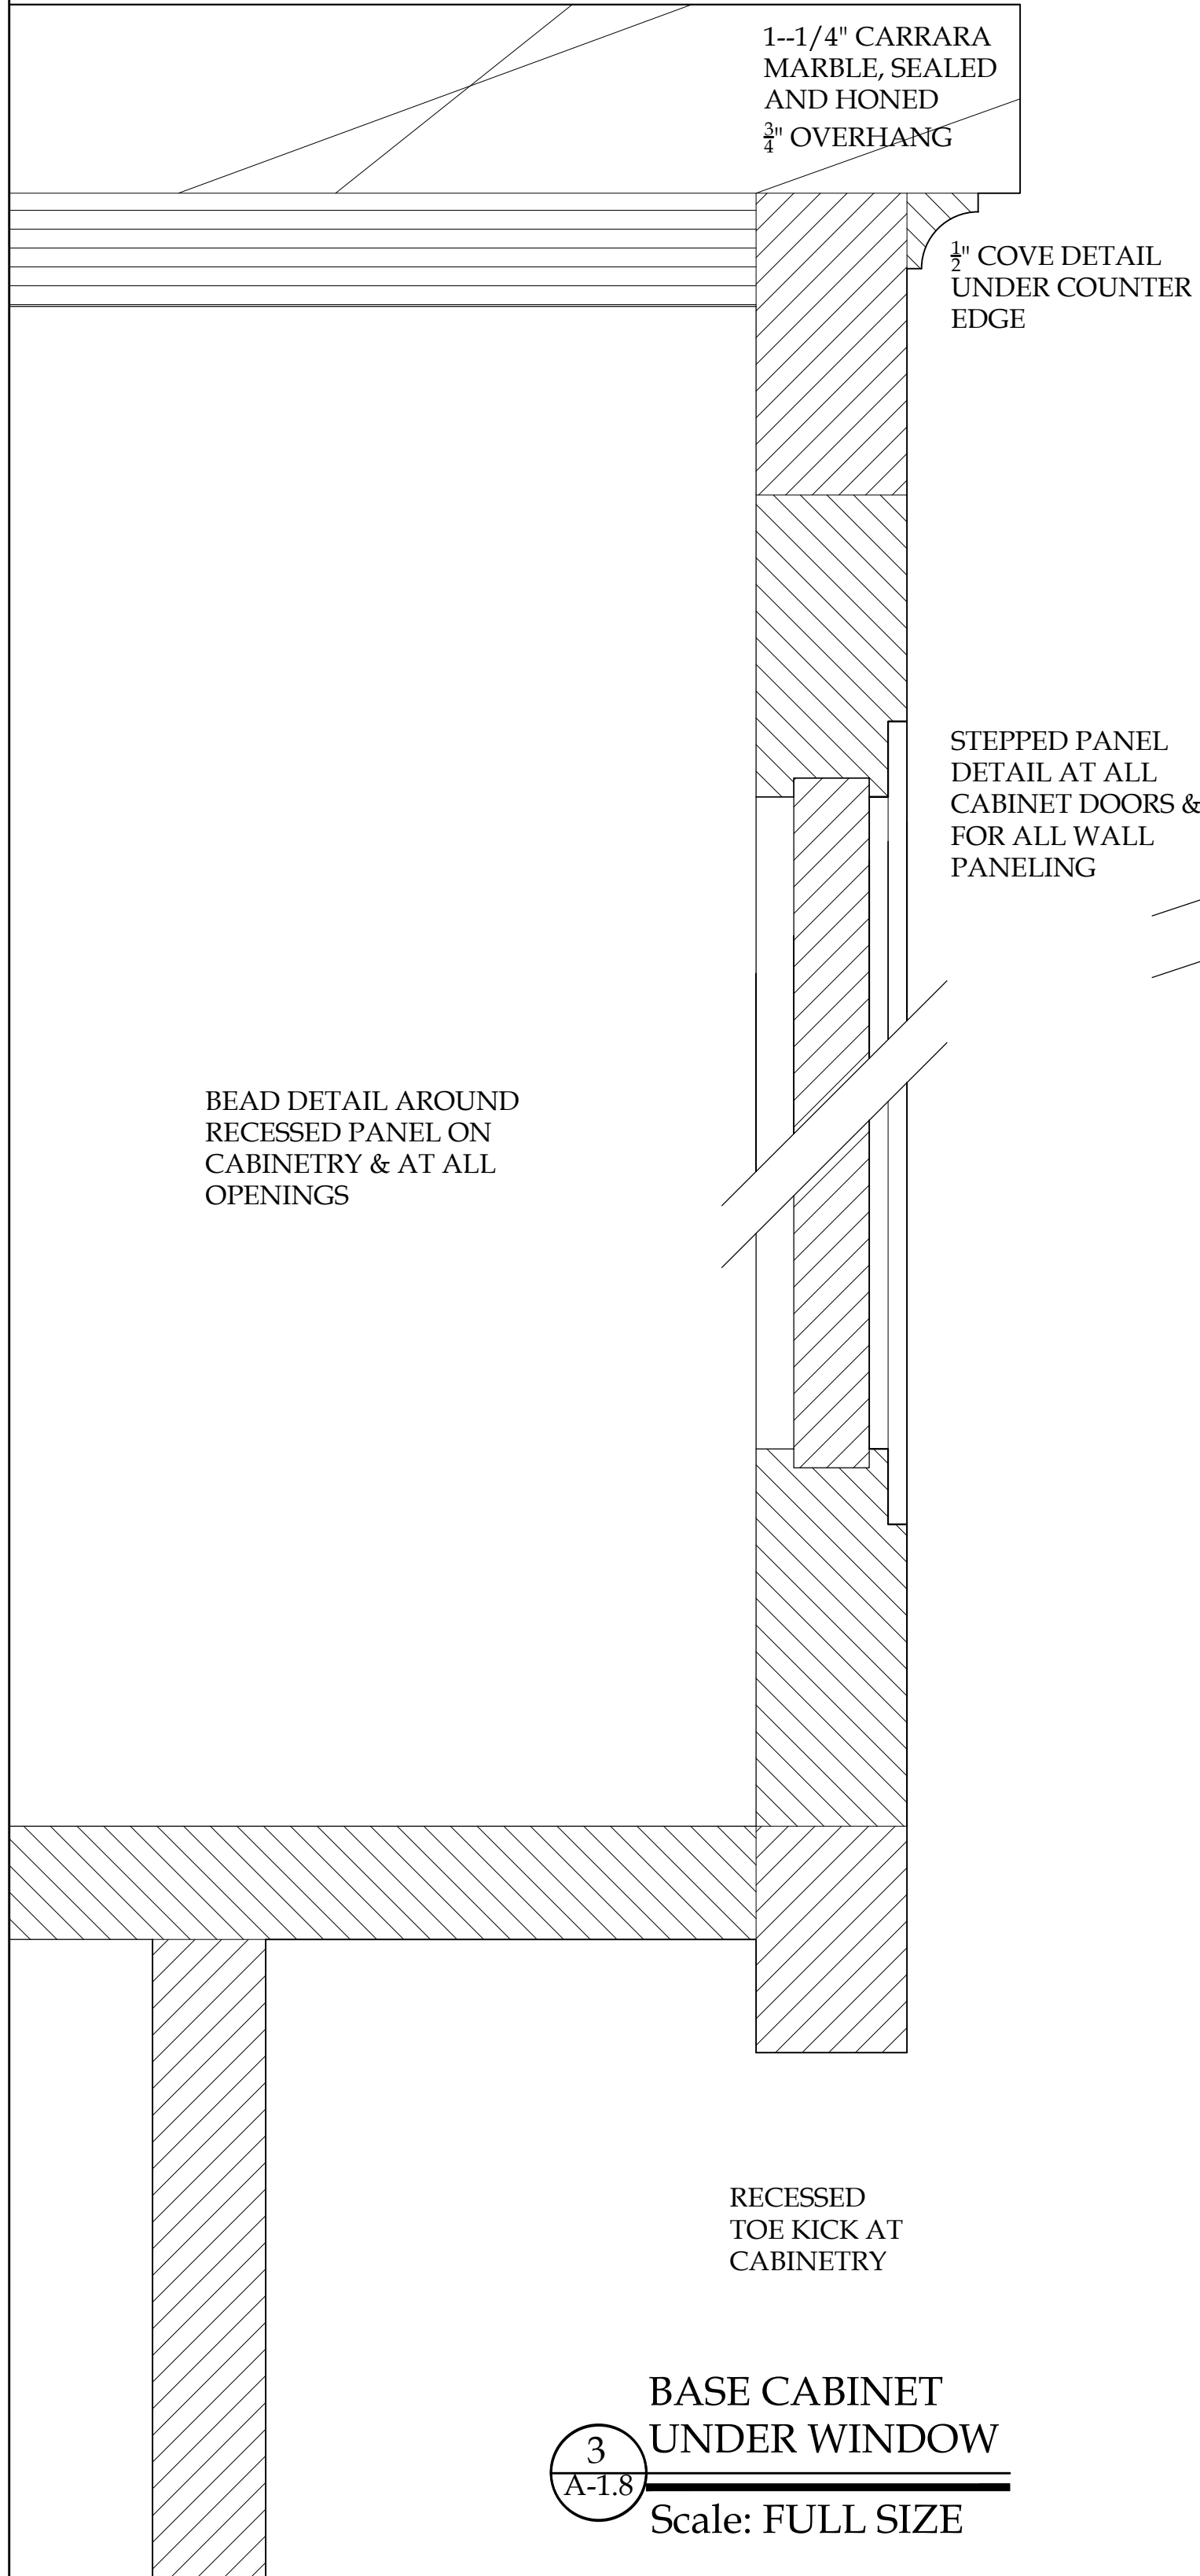 1--1/4" CARRARA
MARBLE, SEALED
AND HONED
3/4" OVERHANG
1/2" COVE DETAIL
UNDER COUNTER
EDGE
STEPPED PANEL
DETAIL AT ALL
CABINET DOORS &
FOR ALL WALL
PANELING
BEAD DETAIL AROUND
RECESSED PANEL ON
CABINETRY & AT ALL
OPENINGS
RECESSED
TOE KICK AT
CABINETRY
BASE CABINET
UNDER WINDOW
3
A-1.8
Scale: FULL SIZE